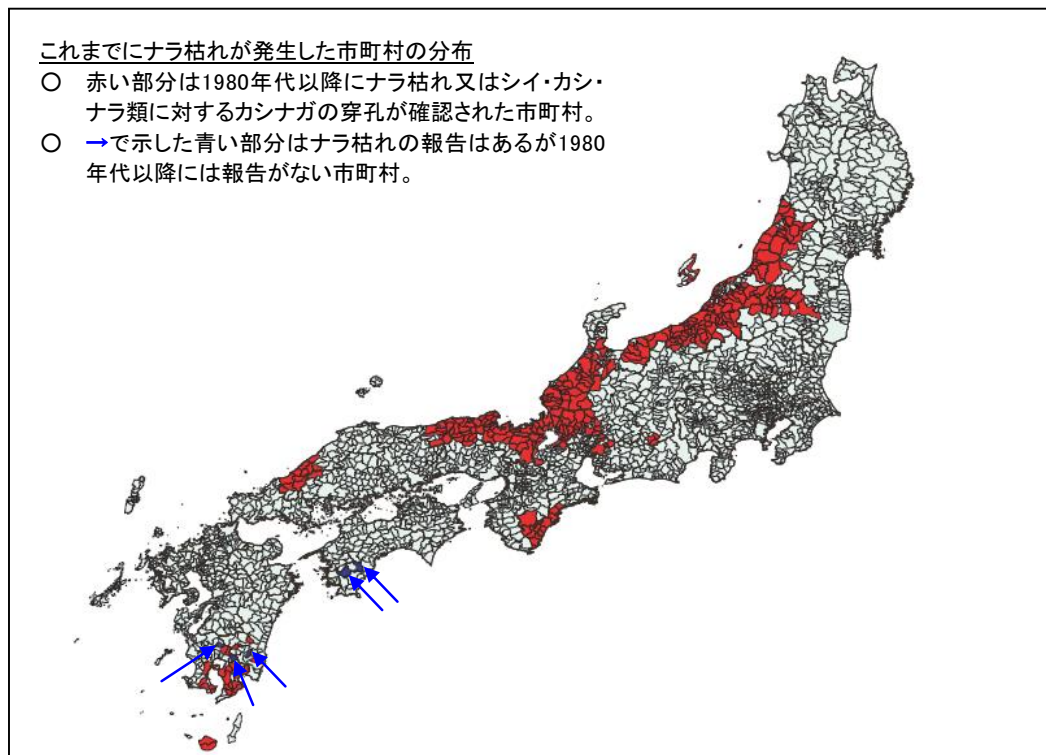 これまでにナラ枯れが発生した市町村の分布
○ 赤い部分は1980年代以降にナラ枯れ又はシイ・カシ・
ナラ類に対するカシナガの穿孔が確認された市町村。
○ →で示した青い部分はナラ枯れの報告はあるが1980
年代以降には報告がない市町村。